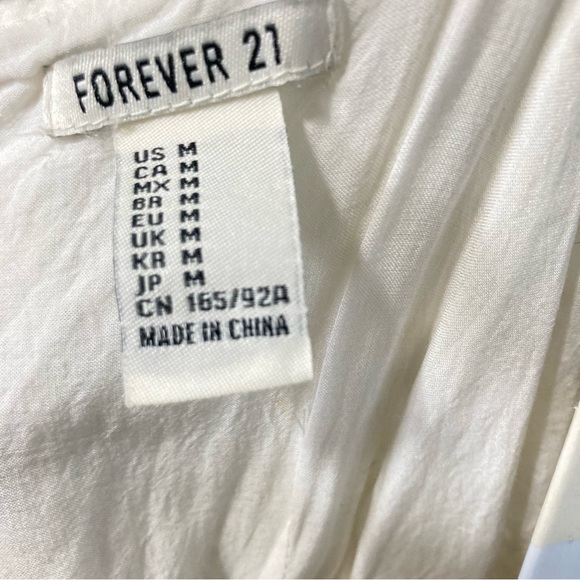 FOREVER 21
US M
CA M
MX M
BR M
EU M
UK M
KR M
JP M
CN 165/92A
MADE IN CHINA